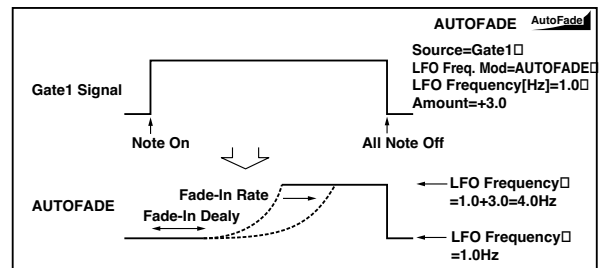 AUTOFADE AutoFade
Source=Gate1□
LFO Freq. Mod=AUTOFADE□
LFO Frequency[Hz]=1.0□
Amount=+3.0
Gate1 Signal
Note On
All Note Off
AUTOFADE
Fade-In Rate
Fade-In Dealy
LFO Frequency□
=1.0+3.0=4.0Hz
LFO Frequency□
=1.0Hz